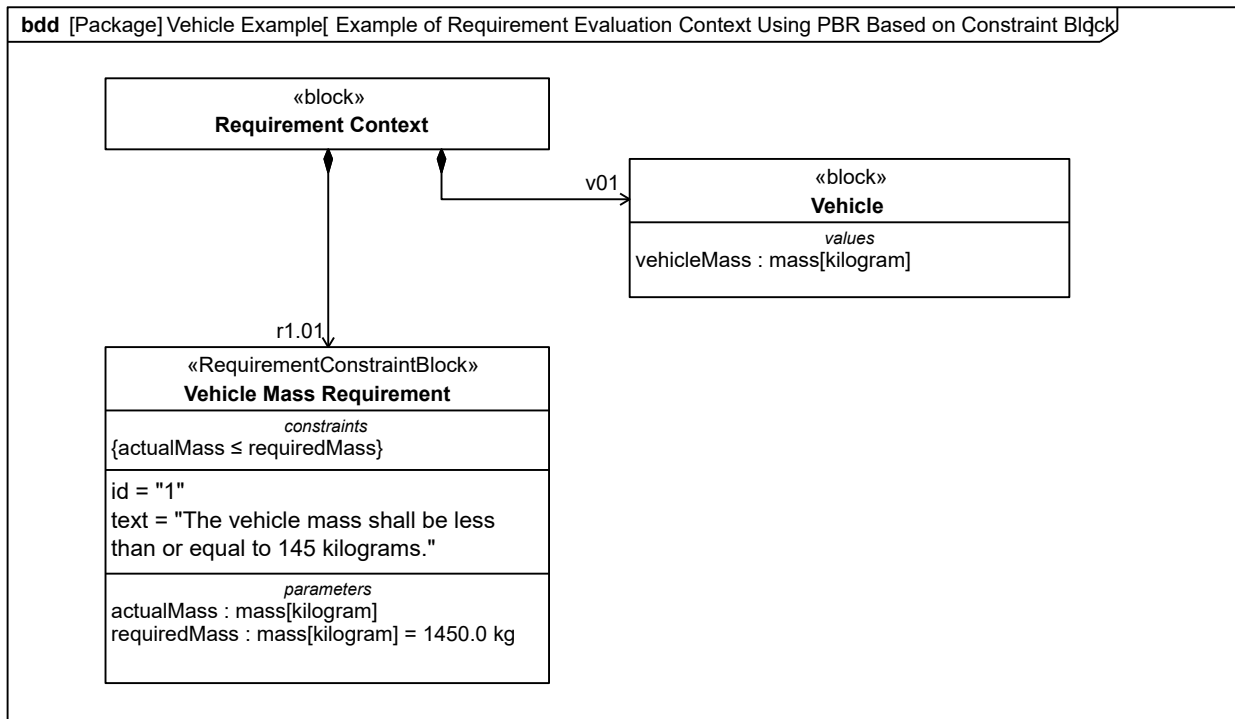 bdd [Package] Vehicle Example[ Example of Requirement Evaluation Context Using PBR Based on Constraint Block]
«block»
Requirement Context
v01
«block»
Vehicle
values
vehicleMass : mass[kilogram]
r1.01
«RequirementConstraintBlock»
Vehicle Mass Requirement
constraints
{actualMass ≤ requiredMass}
id = "1"
text = "The vehicle mass shall be less
than or equal to 145 kilograms."
parameters
actualMass : mass[kilogram]
requiredMass : mass[kilogram] = 1450.0 kg